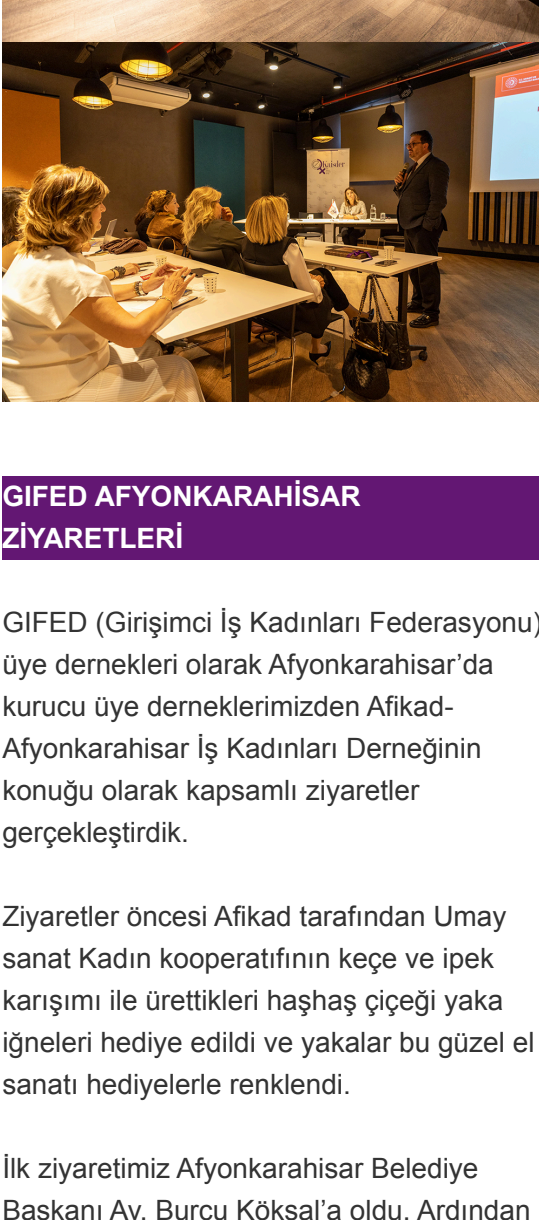 Kaisder
GIFED AFYONKARAHİSAR
ZİYARETLERİ
GIFED (Girişimci İş Kadınları Federasyonu)
üye dernekleri olarak Afyonkarahisar’da
kurucu üye derneklerimizden Afikad-
Afyonkarahisar İş Kadınları Derneğinin
konuğu olarak kapsamlı ziyaretler
gerçekleştirdik.
Ziyaretler öncesi Afikad tarafından Umay
sanat Kadın kooperatıfının keçe ve ipek
karışımı ile ürettikleri haşhaş çiçeği yaka
iğneleri hediye edildi ve yakalar bu güzel el
sanatı hediyelerle renklendi.
İlk ziyaretimiz Afyonkarahisar Belediye
Başkanı Av. Burcu Köksal’a oldu. Ardından